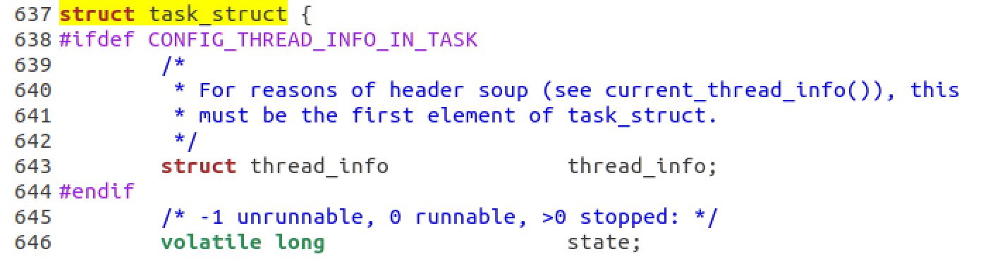 637 struct task_struct {
638 #ifdef CONFIG_THREAD_INFO_IN_TASK
639         /*
640          * For reasons of header soup (see current_thread_info()), this
641          * must be the first element of task_struct.
642          */
643         struct thread_info              thread_info;
644 #endif
645         /* -1 unrunnable, 0 runnable, >0 stopped: */
646         volatile long                   state;